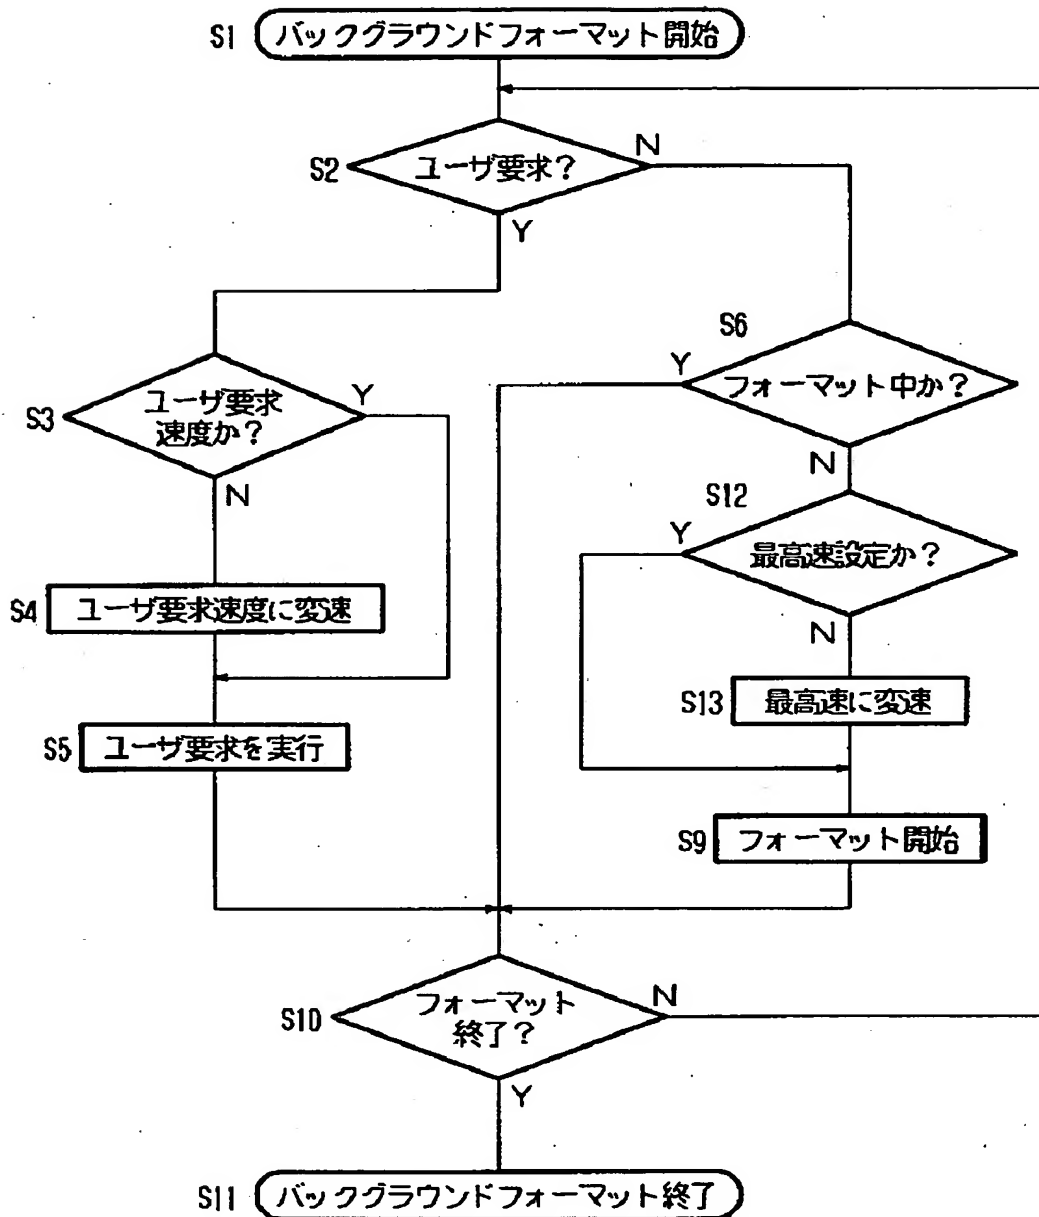 S1 バックグラウンドフォーマット開始
S2 ユーザ要求?
N
Y
S3 ユーザ要求
速度か?
Y
N
S4 ユーザ要求速度に変速
S5 ユーザ要求を実行
S6
Y フォーマット中か?
N
S12
Y 最高速設定か?
N
S13 最高速に変速
S9 フォーマット開始
S10 フォーマット
終了?
N
Y
S11 バックグラウンドフォーマット終了